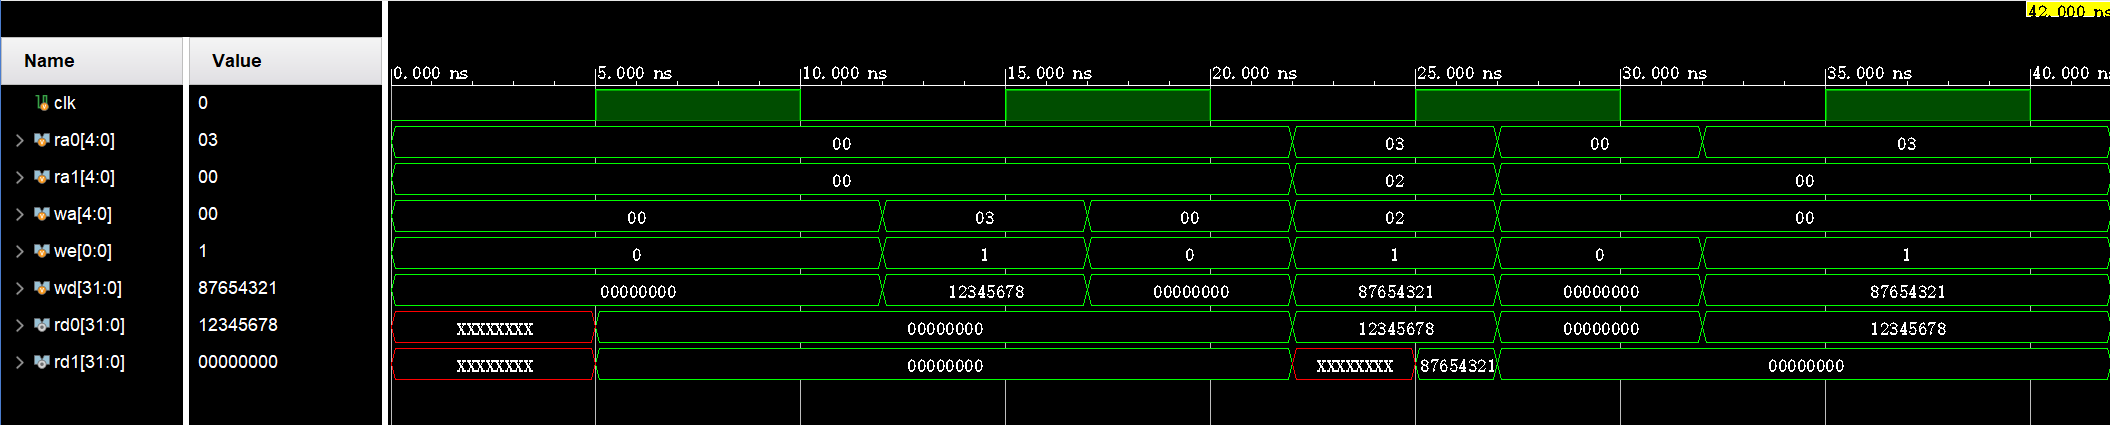 42.000 ns
Name Value
0.000 ns 5.000 ns 10.000 ns 15.000 ns 20.000 ns 25.000 ns 30.000 ns 35.000 ns 40.000 ns
clk 0
ra0[4:0] 03 00 03 00 03
ra1[4:0] 00 00 02 00
wa[4:0] 00 00 03 00 02 00
we[0:0] 1 0 1 0 1 0 1
wd[31:0] 87654321 00000000 12345678 00000000 87654321 00000000 87654321
rd0[31:0] 12345678 XXXXXXXX 00000000 12345678 00000000 12345678
rd1[31:0] 00000000 XXXXXXXX 00000000 XXXXXXXX 87654321 00000000